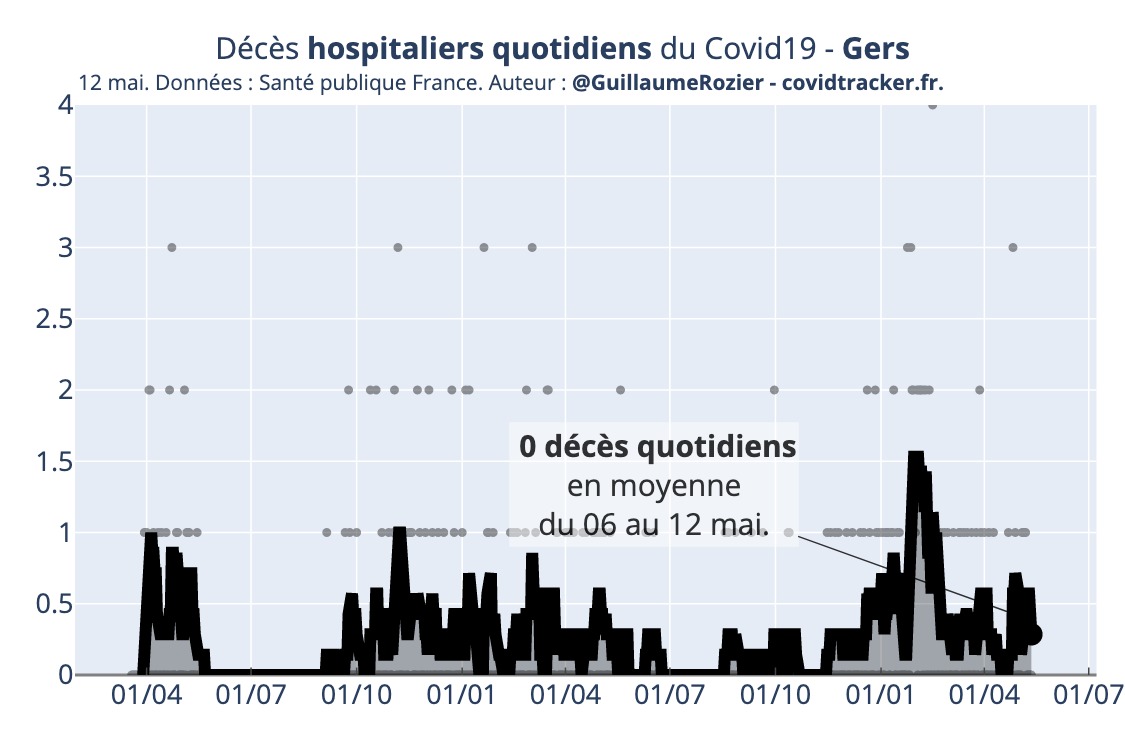 Décès hospitaliers quotidiens du Covid19 - Gers
12 mai. Données : Santé publique France. Auteur : @GuillaumeRozier - covidtracker.fr.
4
3.5
3
2.5
2
1.5
1
0.5
0
0 décès quotidiens
en moyenne
du 06 au 12 mai.
01/04 01/07 01/10 01/01 01/04 01/07 01/10 01/01 01/04 01/07